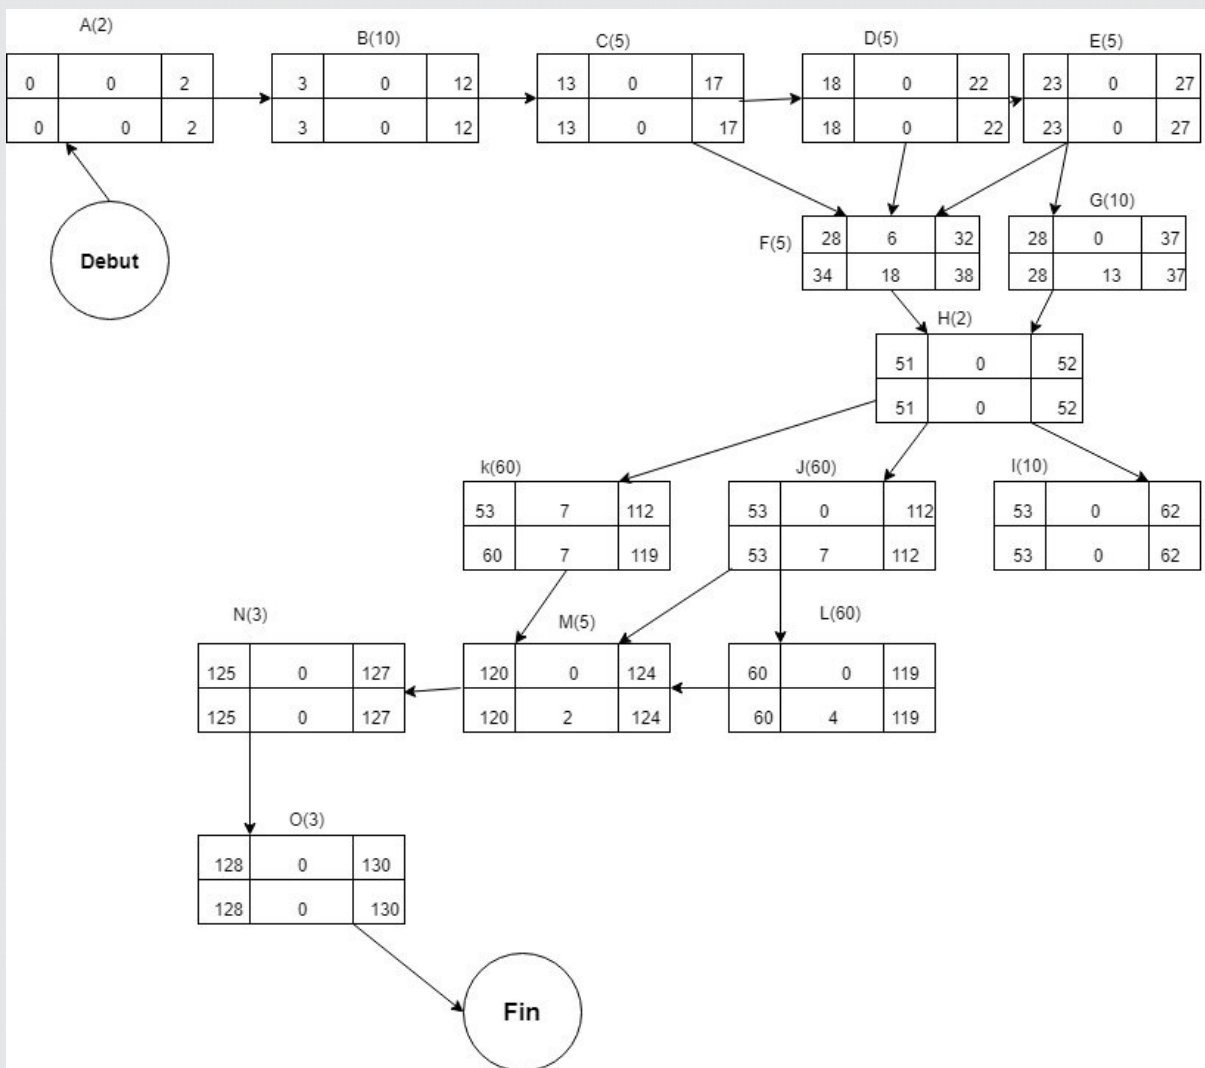 A(2)
B(10)
C(5)
D(5)
E(5)
0 0 2
0 0 2
3 0 12
3 0 12
13 0 17
13 0 17
18 0 22
18 0 22
23 0 27
23 0 27
Debut
F(5)
28 6 32
34 18 38
G(10)
28 0 37
28 13 37
H(2)
51 0 52
51 0 52
k(60)
53 7 112
60 7 119
J(60)
53 0 112
53 7 112
I(10)
53 0 62
53 0 62
N(3)
125 0 127
125 0 127
M(5)
120 0 124
120 2 124
L(60)
60 0 119
60 4 119
O(3)
128 0 130
128 0 130
Fin